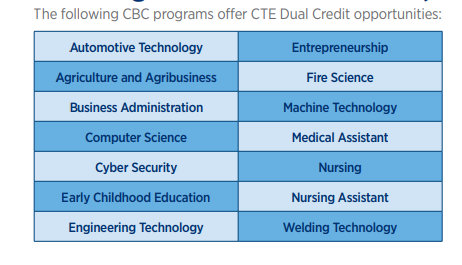 The following CBC programs offer CTE Dual Credit opportunities:
Automotive Technology
Entrepreneurship
Agriculture and Agribusiness
Fire Science
Business Administration
Machine Technology
Computer Science
Medical Assistant
Cyber Security
Nursing
Early Childhood Education
Nursing Assistant
Engineering Technology
Welding Technology